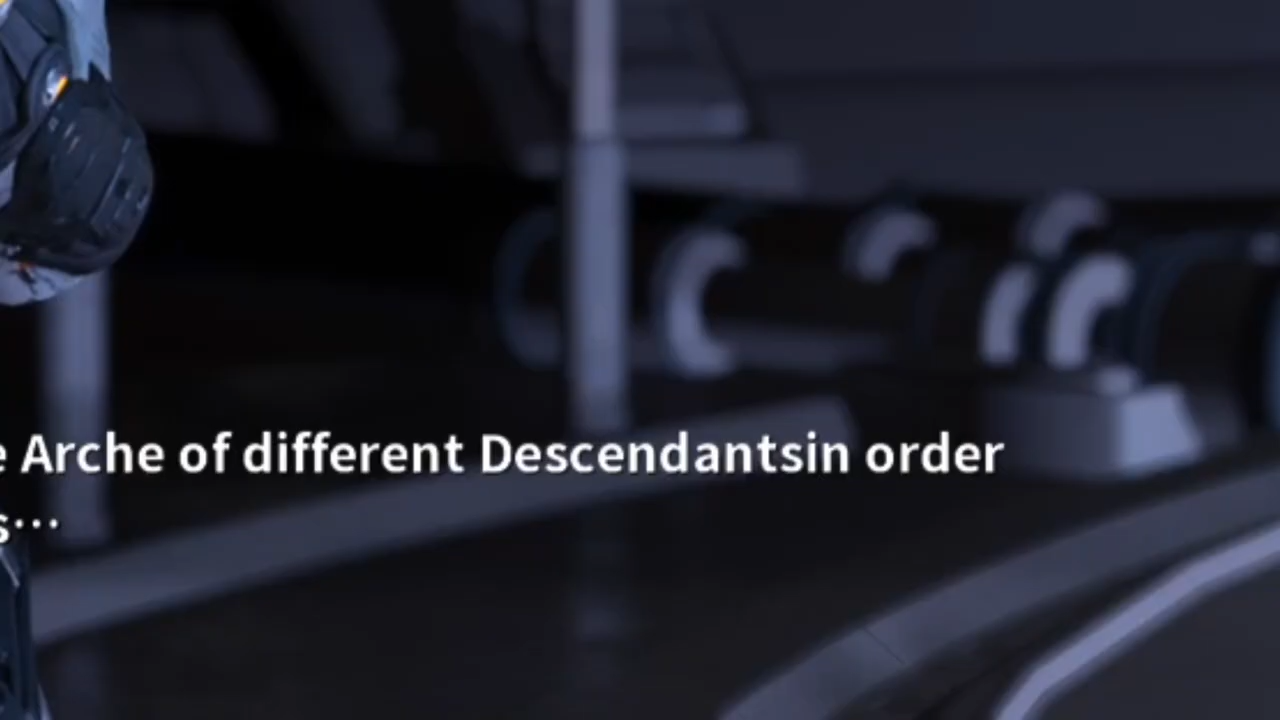 e Arche of different Descendantsin order
s…